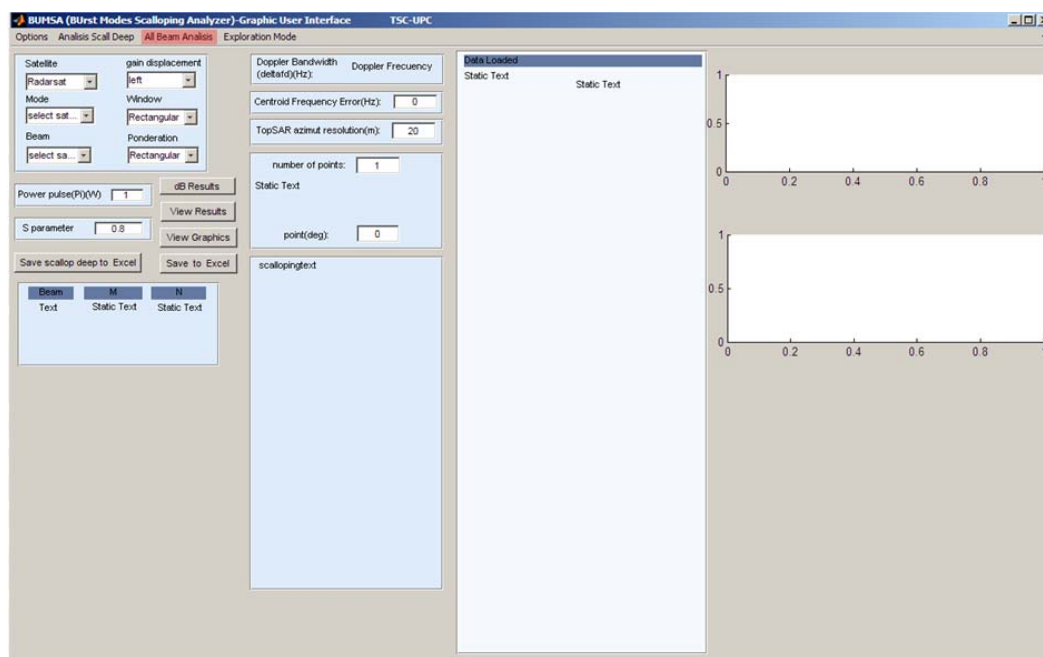 BUMSA (BUrst Modes Scalloping Analyzer)-Graphic User Interface TSC-UPC
Options Analisis Scall Deep All Beam Analisis Exploration Mode
Satellite gain displacement
Radarsat left
Mode Window
select sat... Rectangular
Beam Ponderation
select sa... Rectangular
Power pulse(Pi)(W) 1
S parameter 0.8
dB Results
View Results
View Graphics
Save scallop deep to Excel Save to Excel
Beam M N
Text Static Text Static Text
Doppler Bandwidth
(deltafd)(Hz): Doppler Frecuency
Centroid Frequency Error(Hz): 0
TopSAR azimut resolution(m): 20
number of points: 1
Static Text
point(deg): 0
scallopingtext
Data Loaded
Static Text
Static Text
1
0.5
0
0 0.2 0.4 0.6 0.8 1
1
0.5
0
0 0.2 0.4 0.6 0.8 1